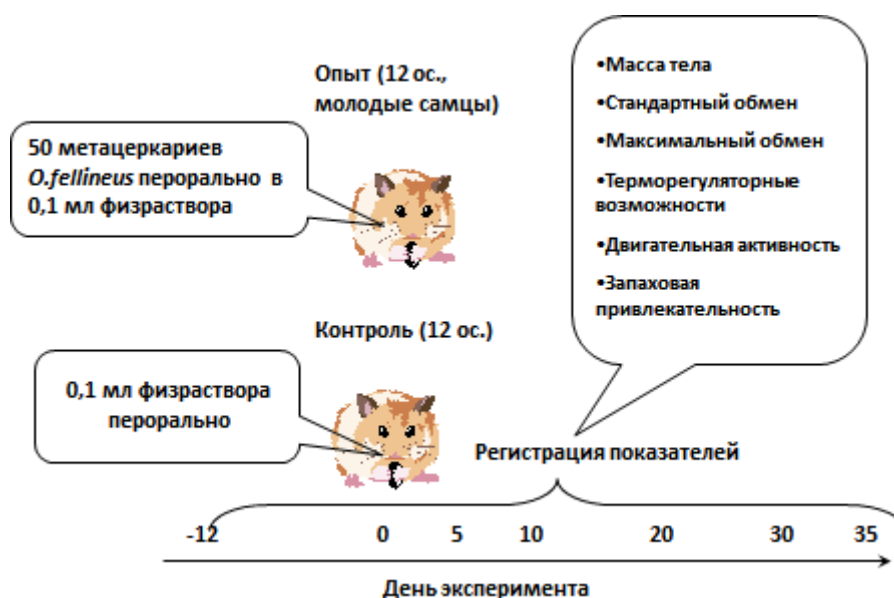 Опыт (12 ос.,
молодые самцы)
50 метацеркариев
O.fellineus перорально в
0,1 мл физраствора
•Масса тела
•Стандартный обмен
•Максимальный обмен
•Терморегуляторные
возможности
•Двигательная активность
•Запаховая
привлекательность
Контроль (12 ос.)
0,1 мл физраствора
перорально
Регистрация показателей
-12 0 5 10 20 30 35
День эксперимента